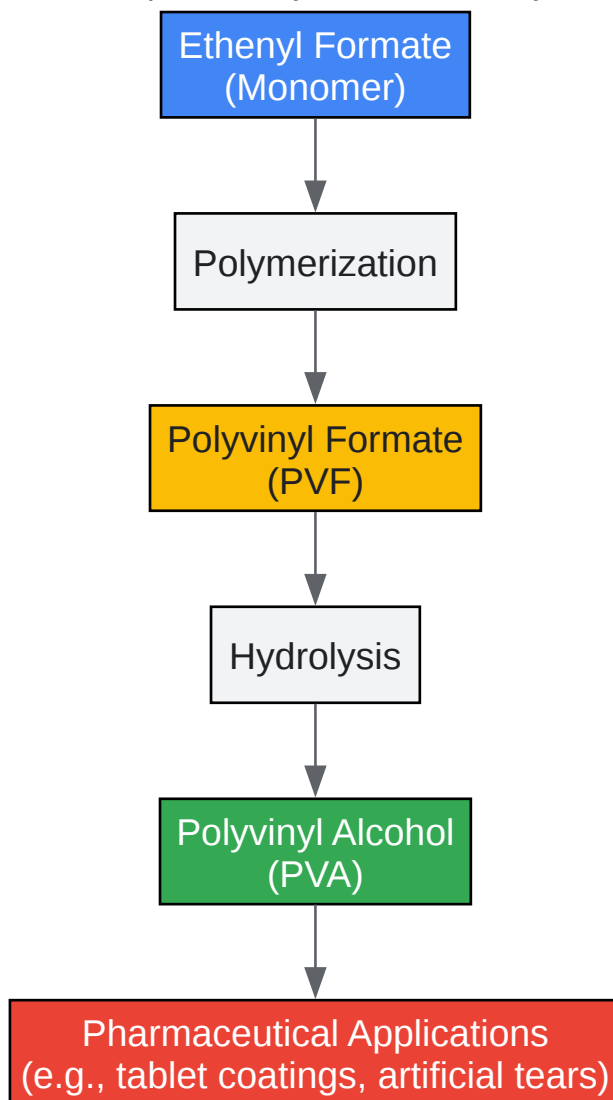 Ethenyl Formate
(Monomer)
Polymerization
Polyvinyl Formate
(PVF)
Hydrolysis
Polyvinyl Alcohol
(PVA)
Pharmaceutical Applications
(e.g., tablet coatings, artificial tears)